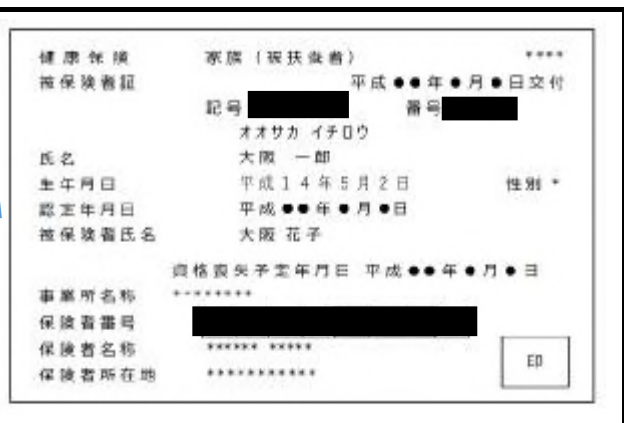 健康保険 家族（被扶養者） ****
被保険者証 平成●●年●月●日交付
記号 番号
オオサカ イチロウ
氏名 大阪 一郎
生年月日 平成14年5月2日 性別 *
認定年月日 平成●●年●月●日
被保険者氏名 大阪 花子
資格喪失予定年月日 平成●●年●月●日
事業所名称 ********
保険者番号
保険者名称 ****** *****
保険者所在地 ***********
印